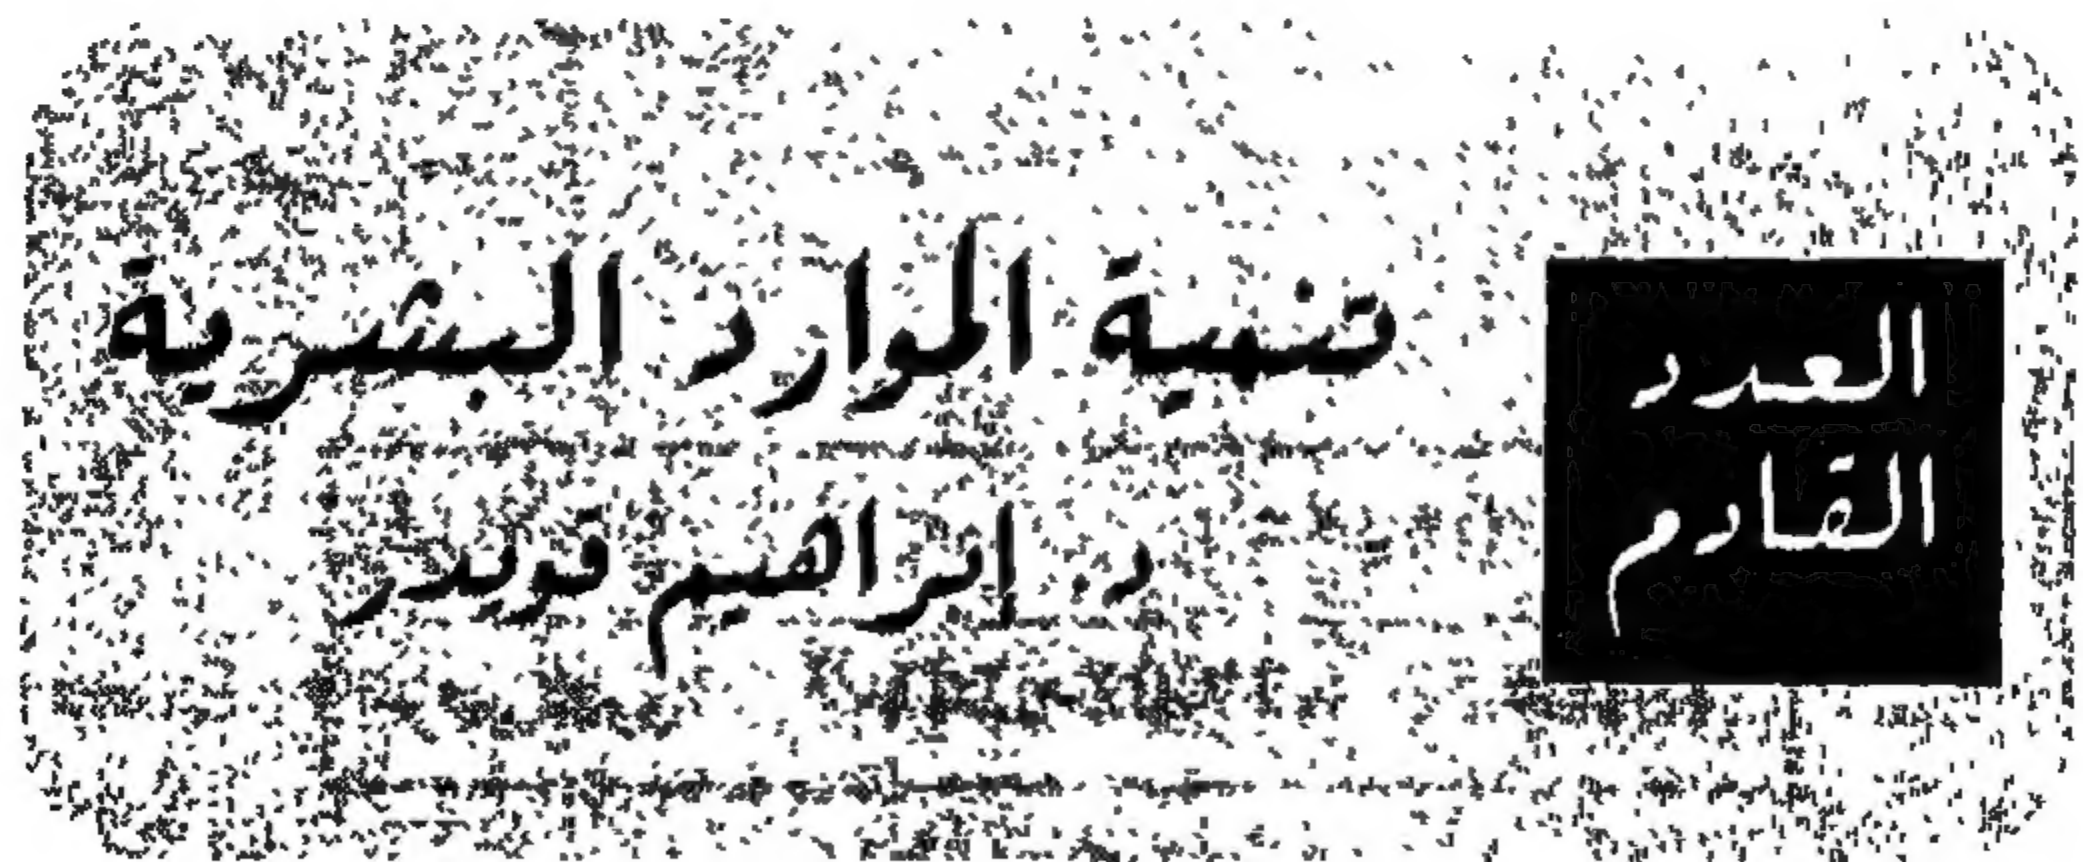 العدد
القادم
تنمية الموارد البشرية
د. إبراهيم قويدر